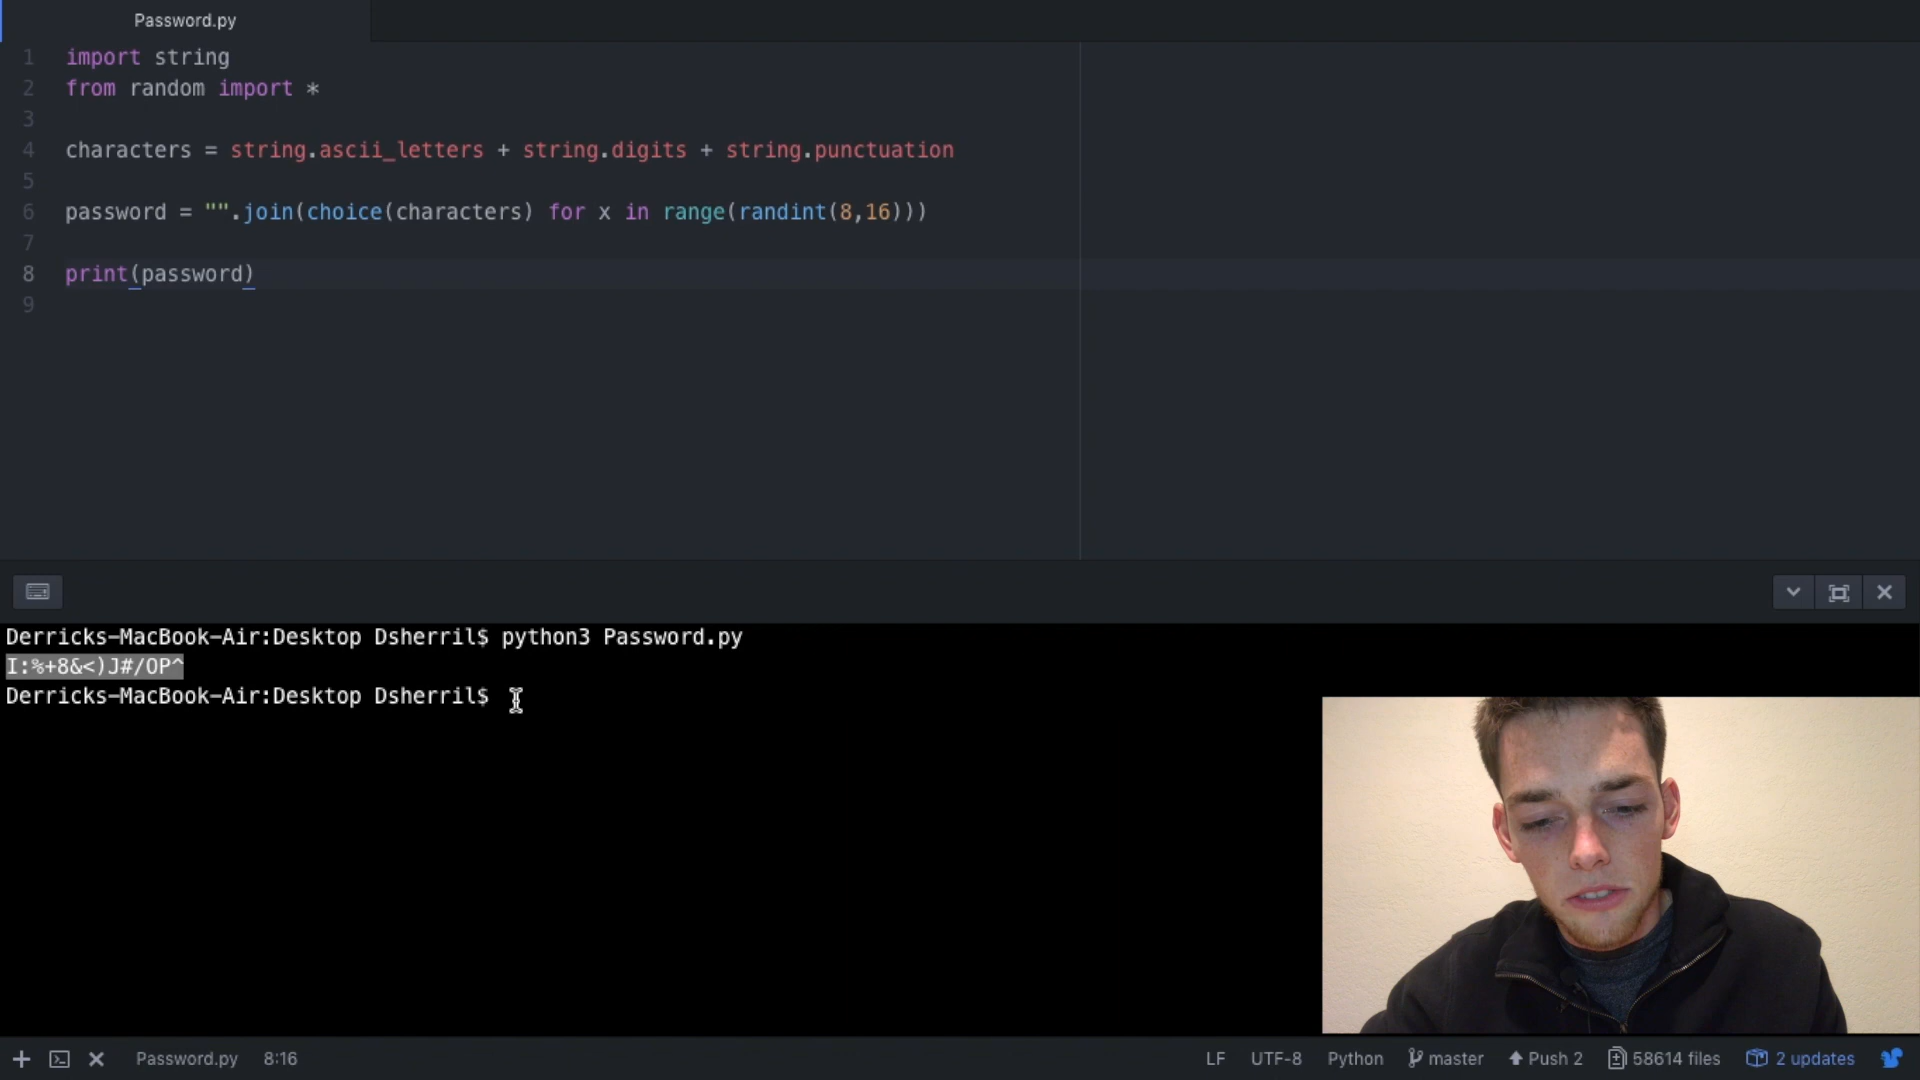 Password.py
1 import string
2 from random import *
3
4 characters = string.ascii_letters + string.digits + string.punctuation
5
6 password = "".join(choice(characters) for x in range(randint(8,16)))
7
8 print(password)
9
Derricks-MacBook-Air:Desktop Dsherril$ python3 Password.py
I:%+8&<)J#/OP^
Derricks-MacBook-Air:Desktop Dsherril$
Password.py 8:16 LF UTF-8 Python master Push 2 58614 files 2 updates